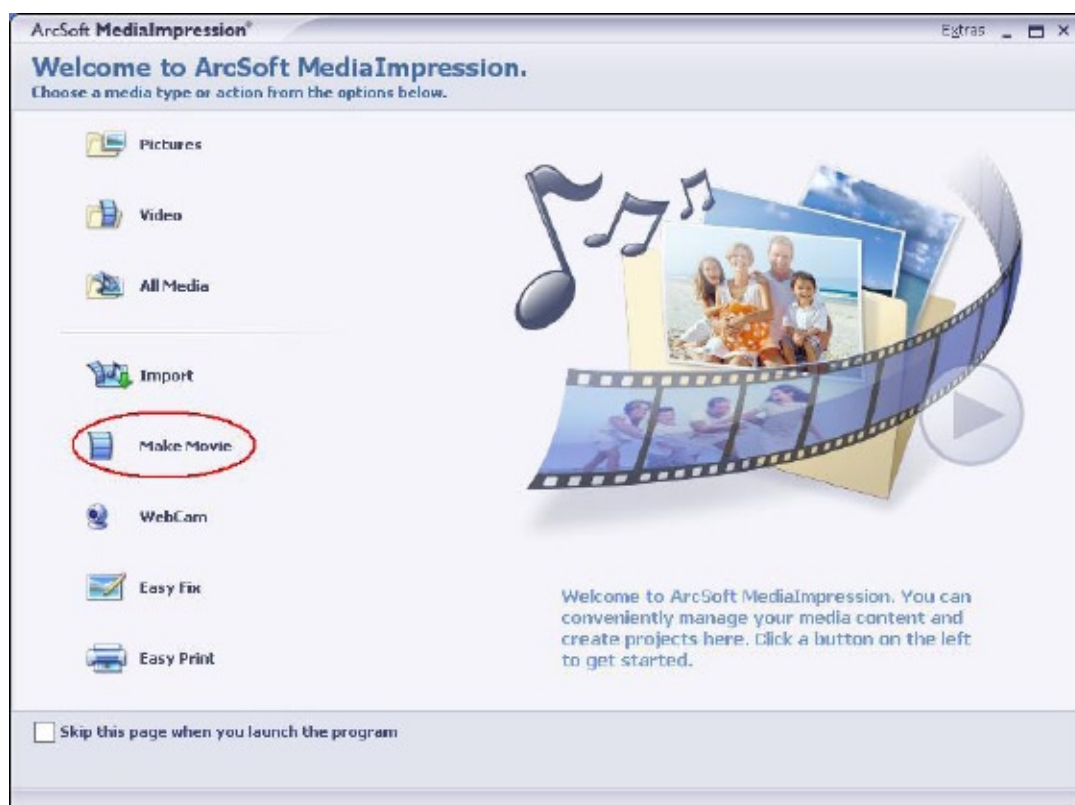 ArcSoft MediaImpression®
Extras
Welcome to ArcSoft MediaImpression.
Choose a media type or action from the options below.
Pictures
Video
All Media
Import
Make Movie
WebCam
Easy Fix
Easy Print
Welcome to ArcSoft MediaImpression. You can
conveniently manage your media content and
create projects here. Click a button on the left
to get started.
Skip this page when you launch the program